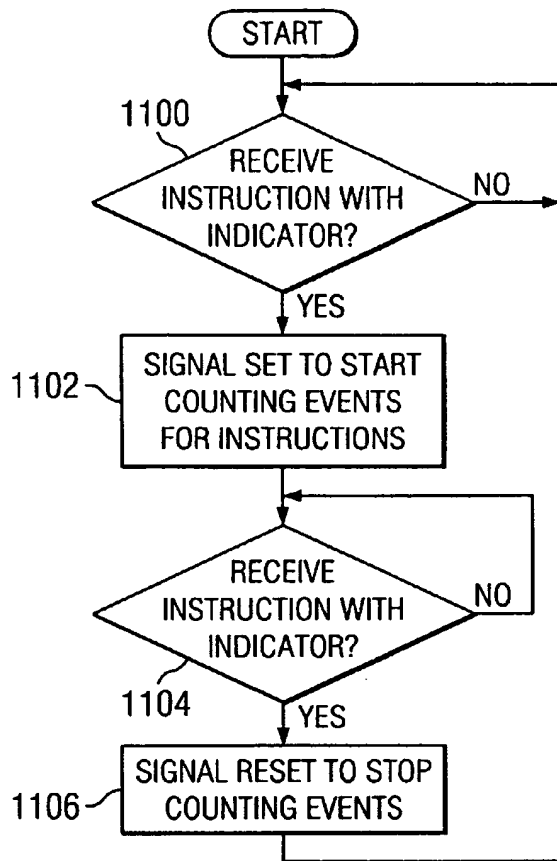 START
1100
RECEIVE
INSTRUCTION WITH
INDICATOR?
NO
YES
1102
SIGNAL SET TO START
COUNTING EVENTS
FOR INSTRUCTIONS
RECEIVE
INSTRUCTION WITH
INDICATOR?
NO
1104
YES
1106
SIGNAL RESET TO STOP
COUNTING EVENTS